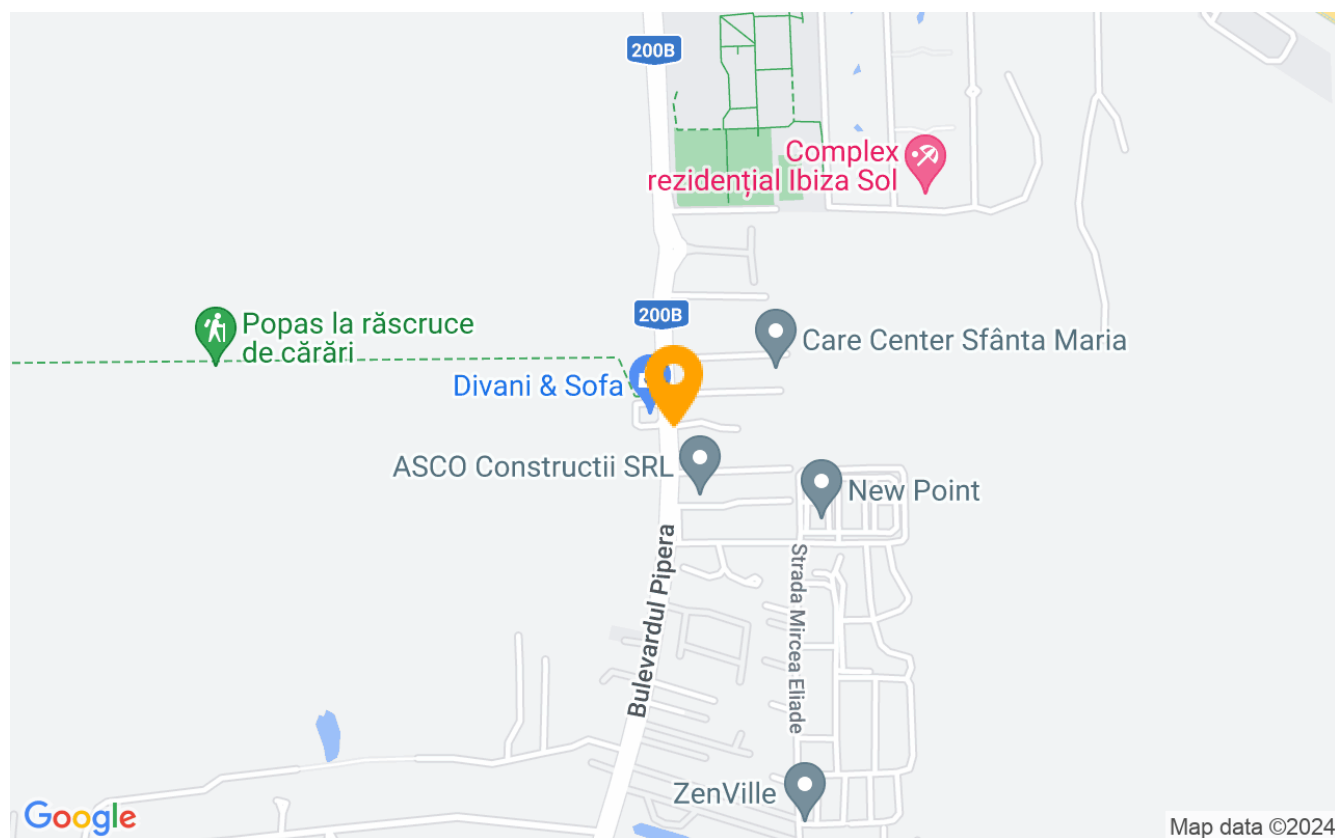 200B
Complex
rezidențial Ibiza Sol
200B
Popas la răscruce
de cărări
Care Center Sfânta Maria
Divani & Sofa
ASCO Constructii SRL
New Point
Bulevardul Pipera
Strada Mircea Eliade
ZenVille
Google
Map data ©2024